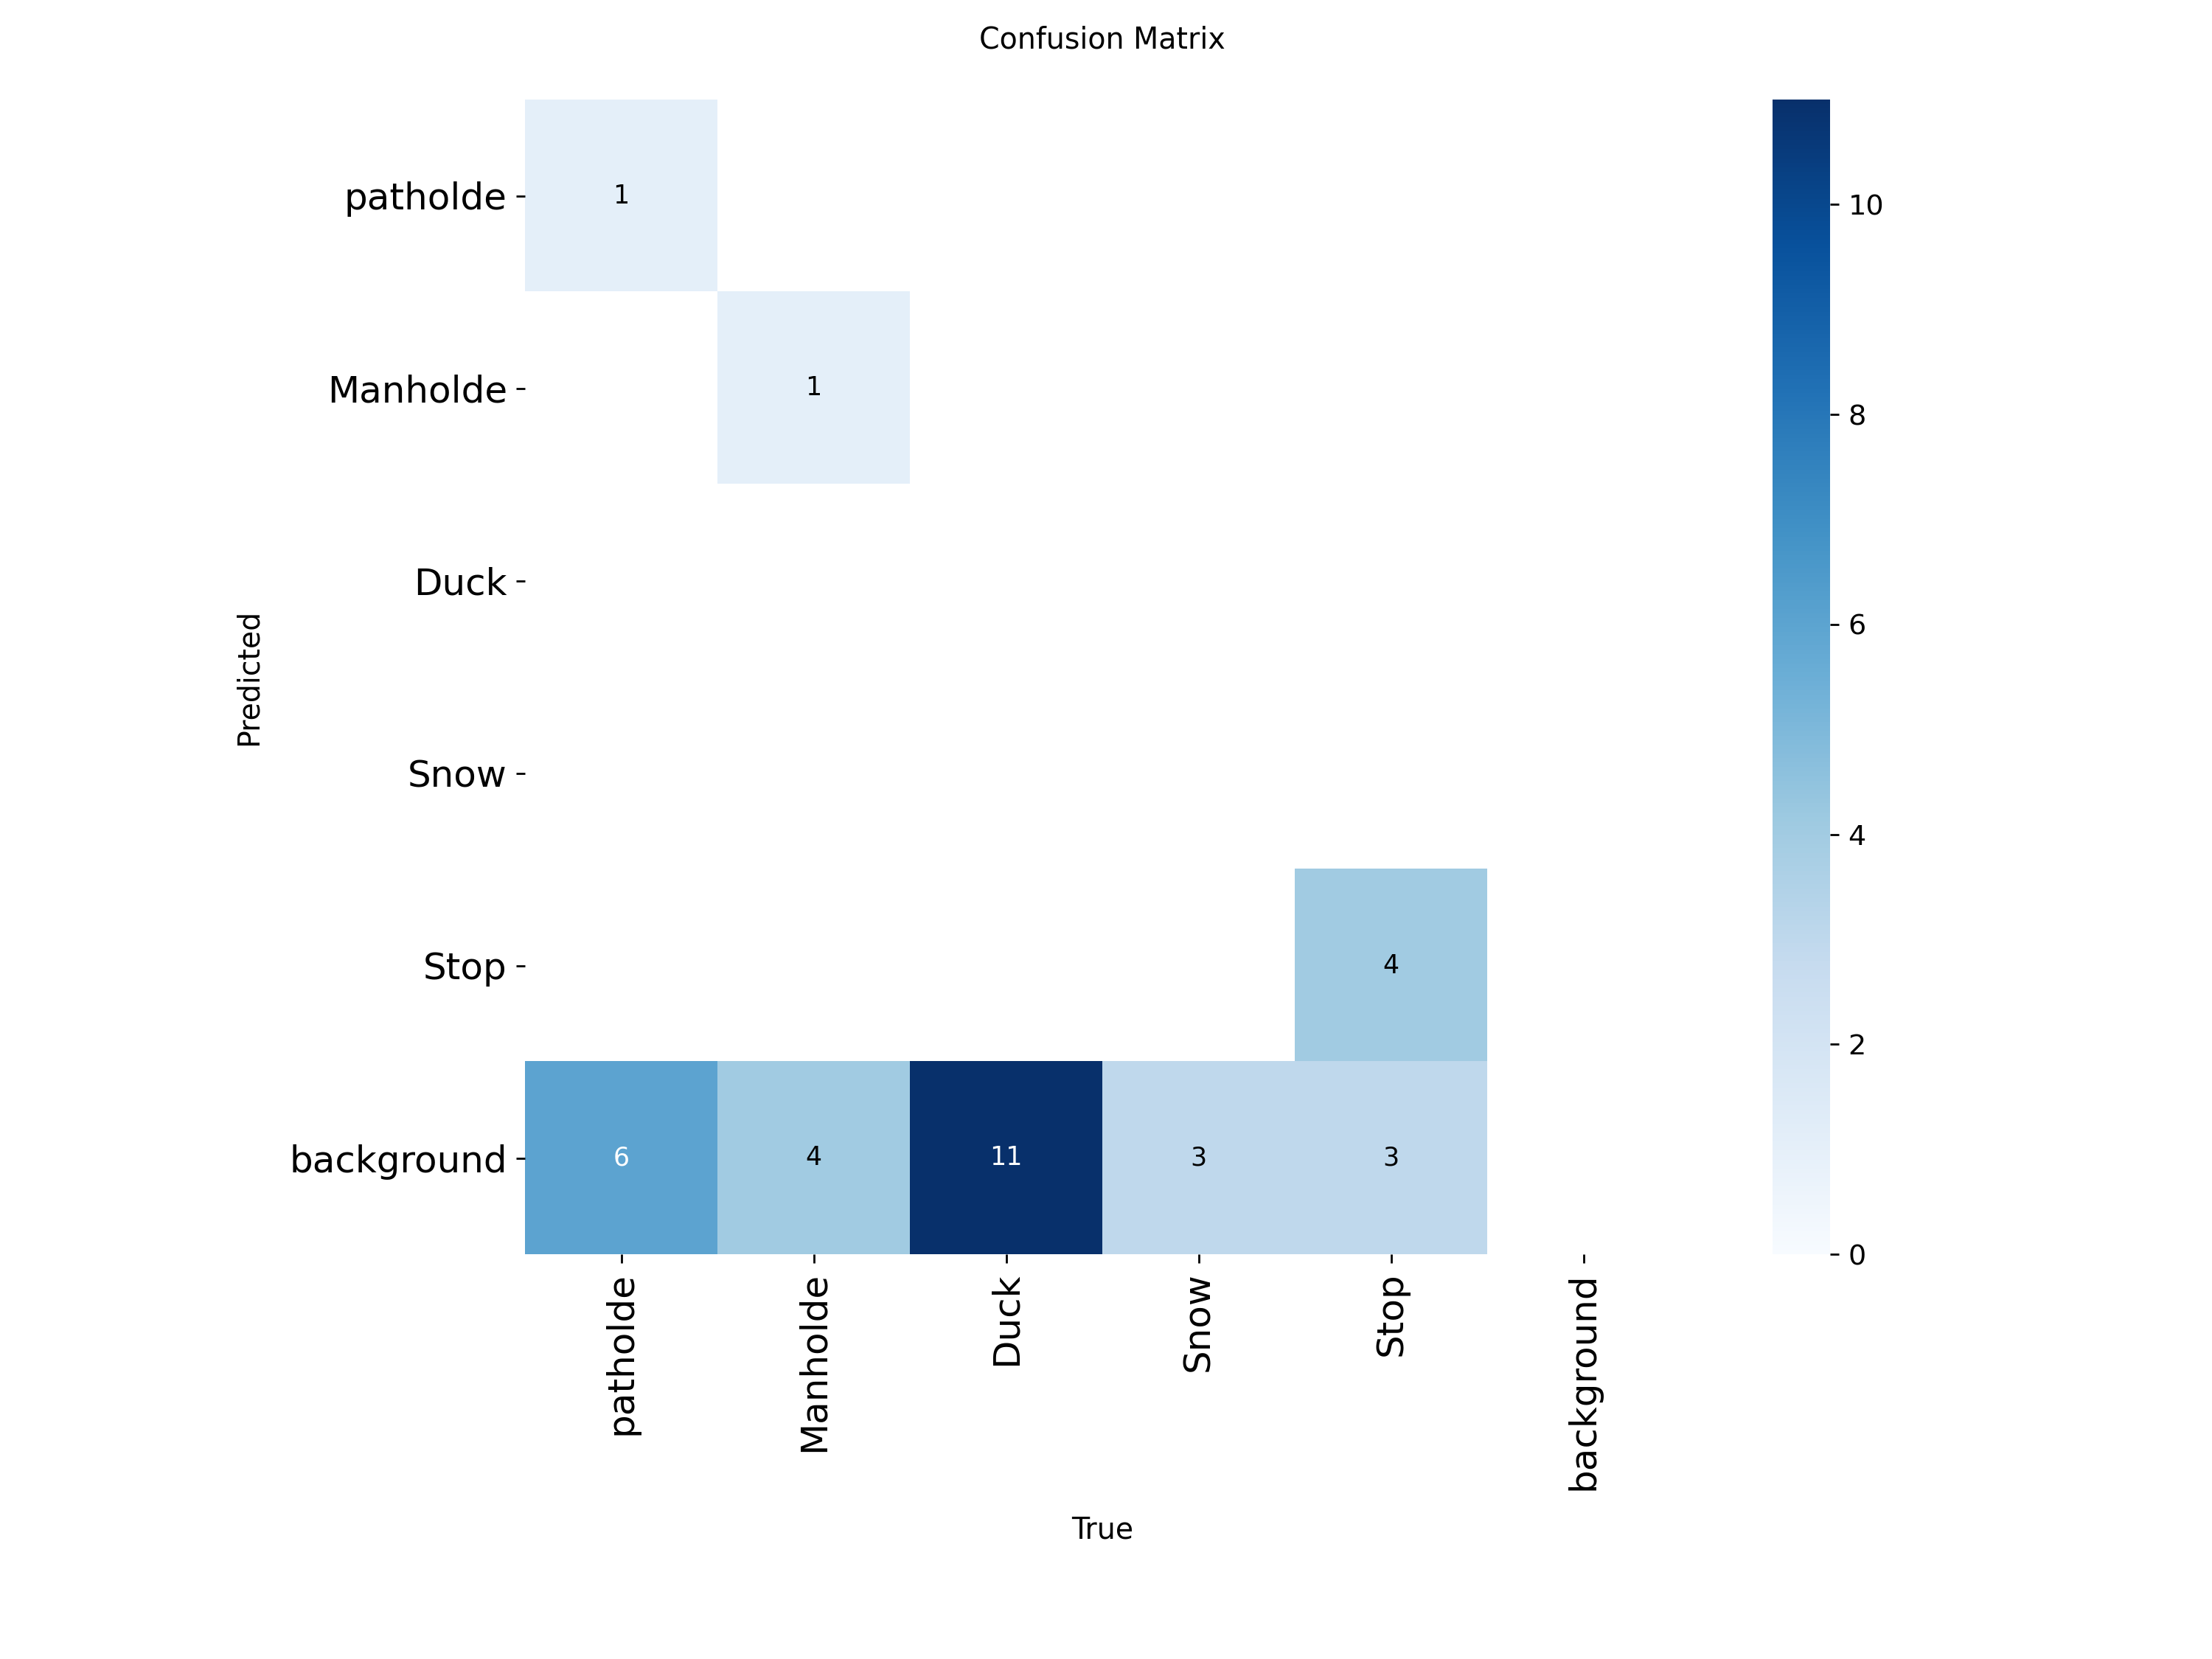 Confusion Matrix
patholde
1
10
Manholde
1
8
Duck
6
Predicted
Snow
4
Stop
4
2
background
6
4
11
3
3
0
patholde
Manholde
Duck
Snow
Stop
background
True